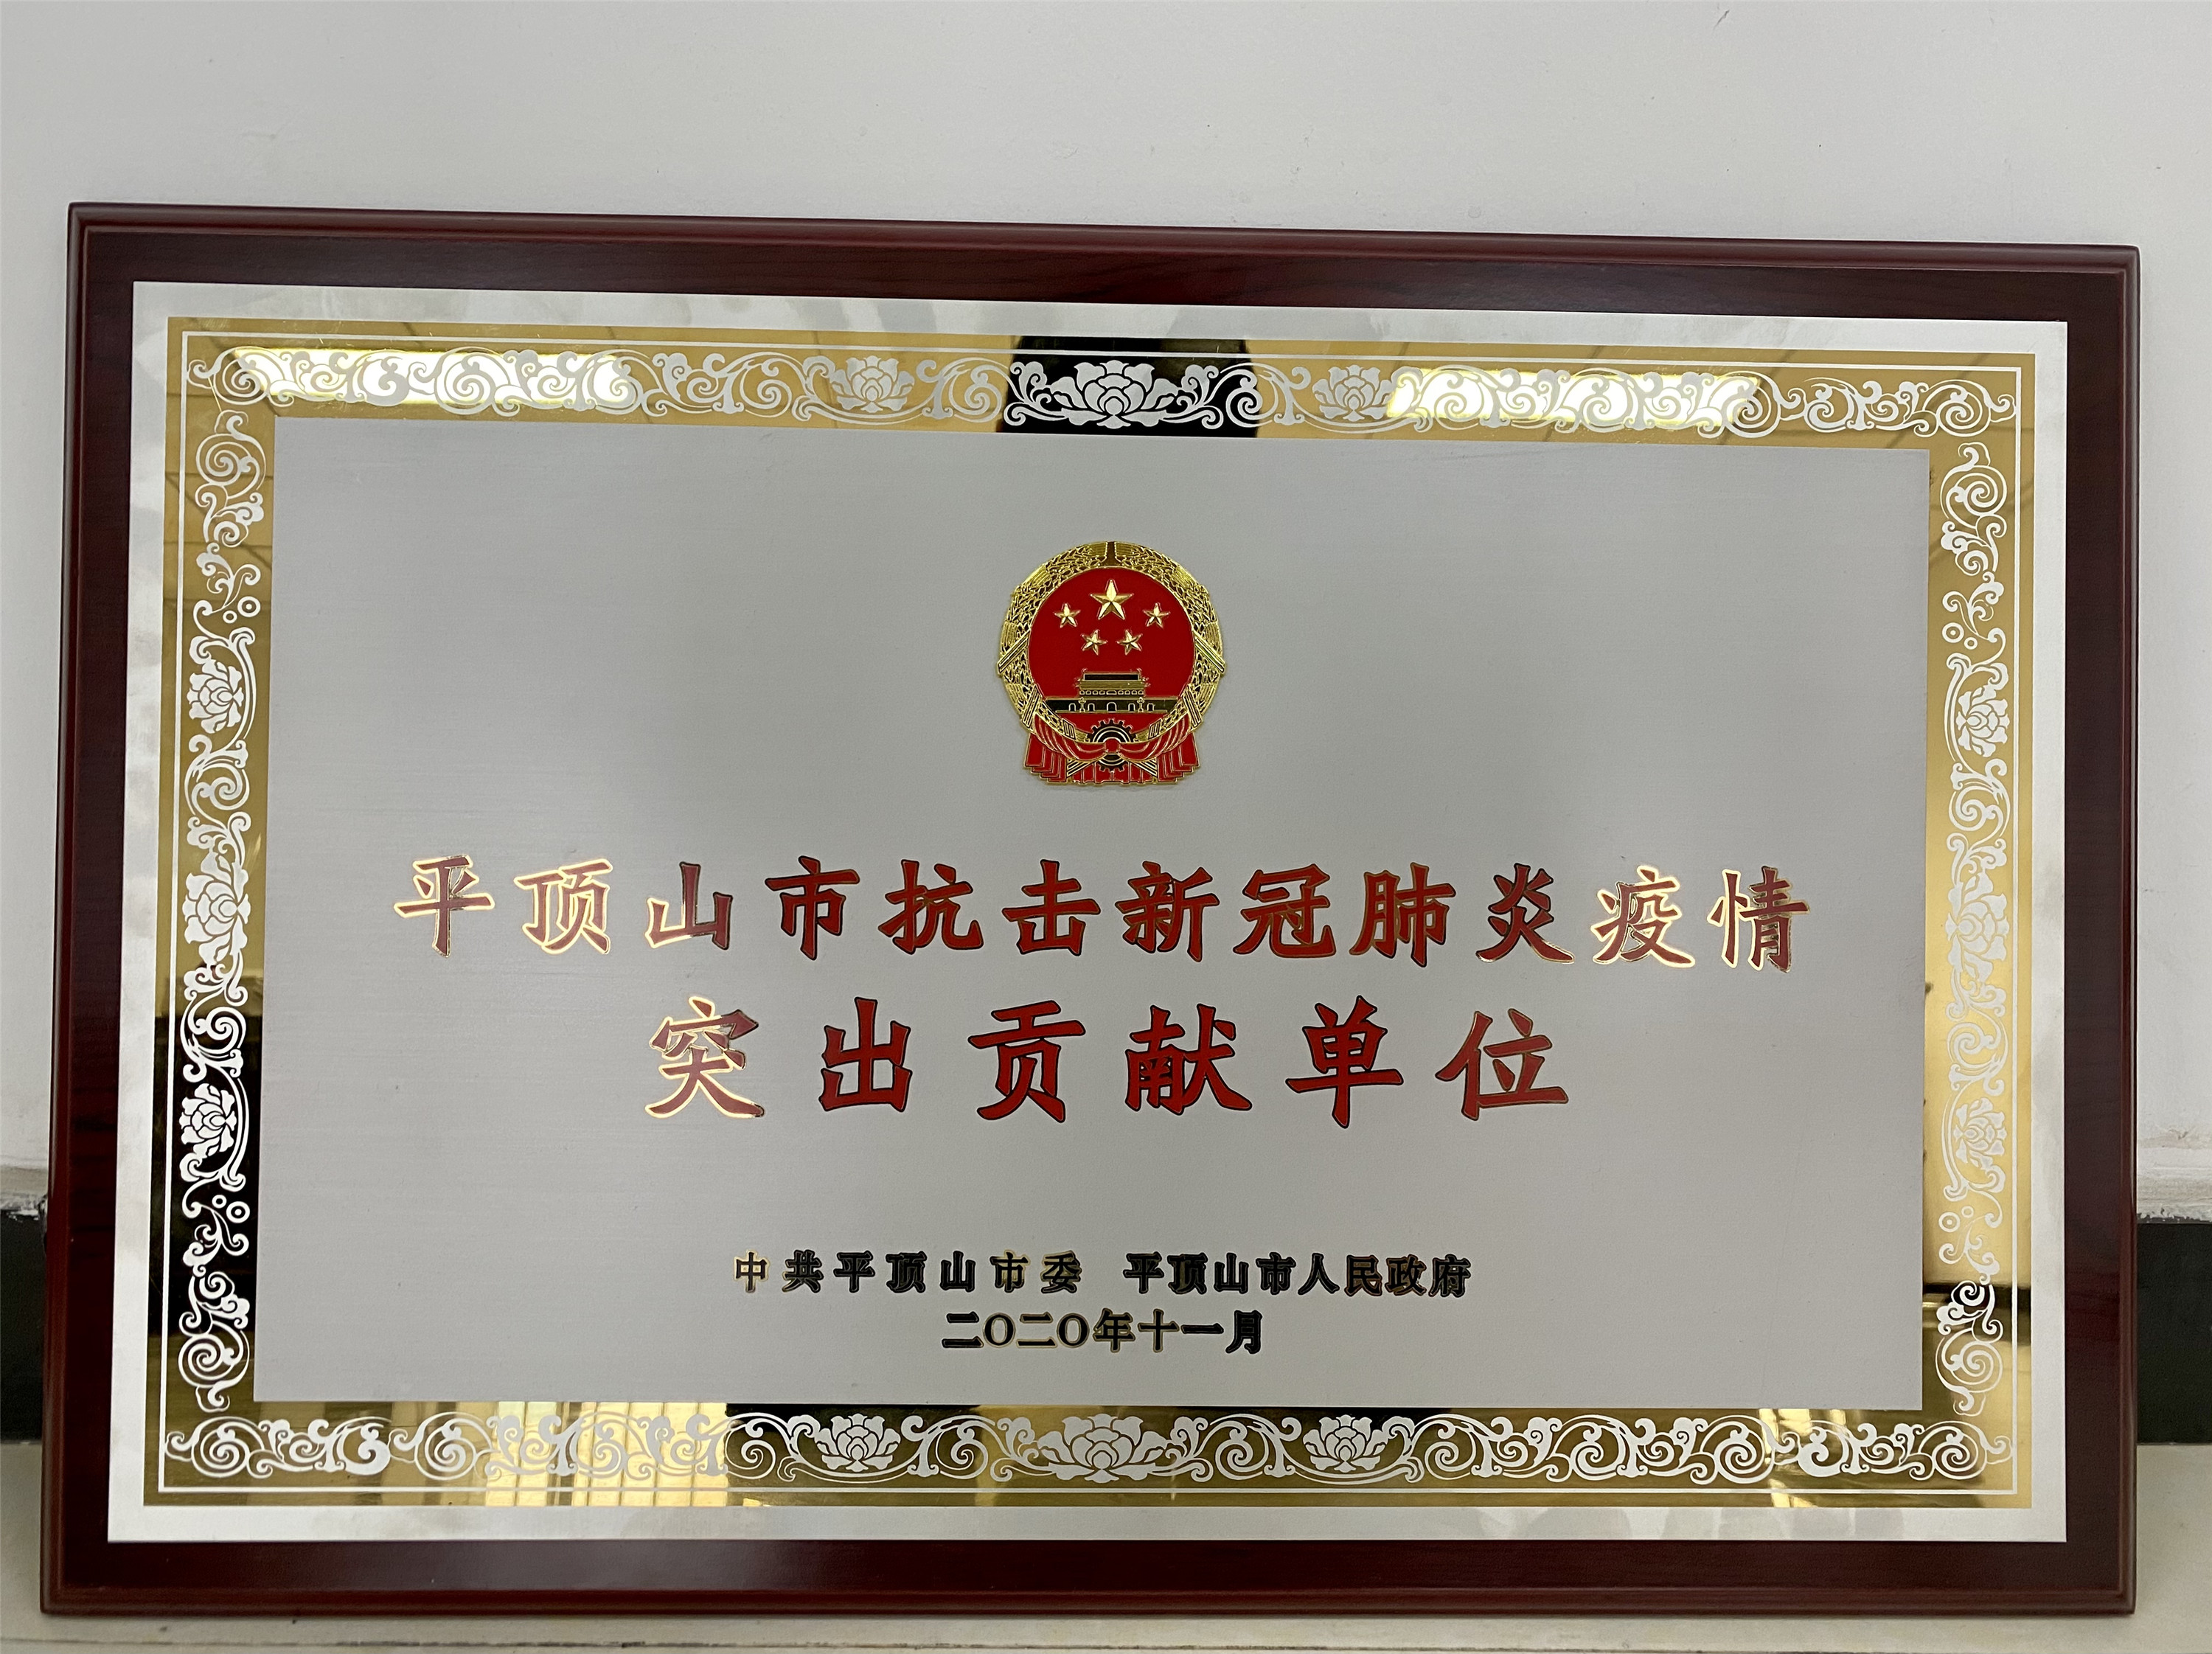 平顶山市抗击新冠肺炎疫情
突出贡献单位
中共平顶山市委 平顶山市人民政府
二〇二〇年十一月